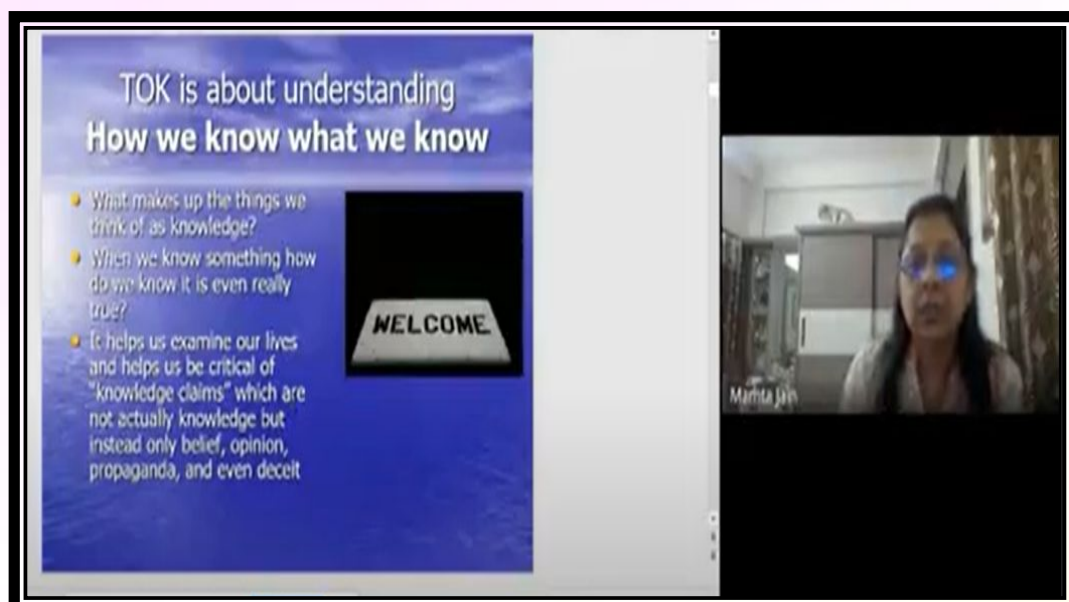 TOK is about understanding
How we know what we know
What makes up the things we
think of as knowledge?
When we know something how
do we know it is even really
true?
It helps us examine our lives
and helps us be critical of
"knowledge claims" which are
not actually knowledge but
instead only belief, opinion,
propaganda, and even deceit
WELCOME
Mamta Jain